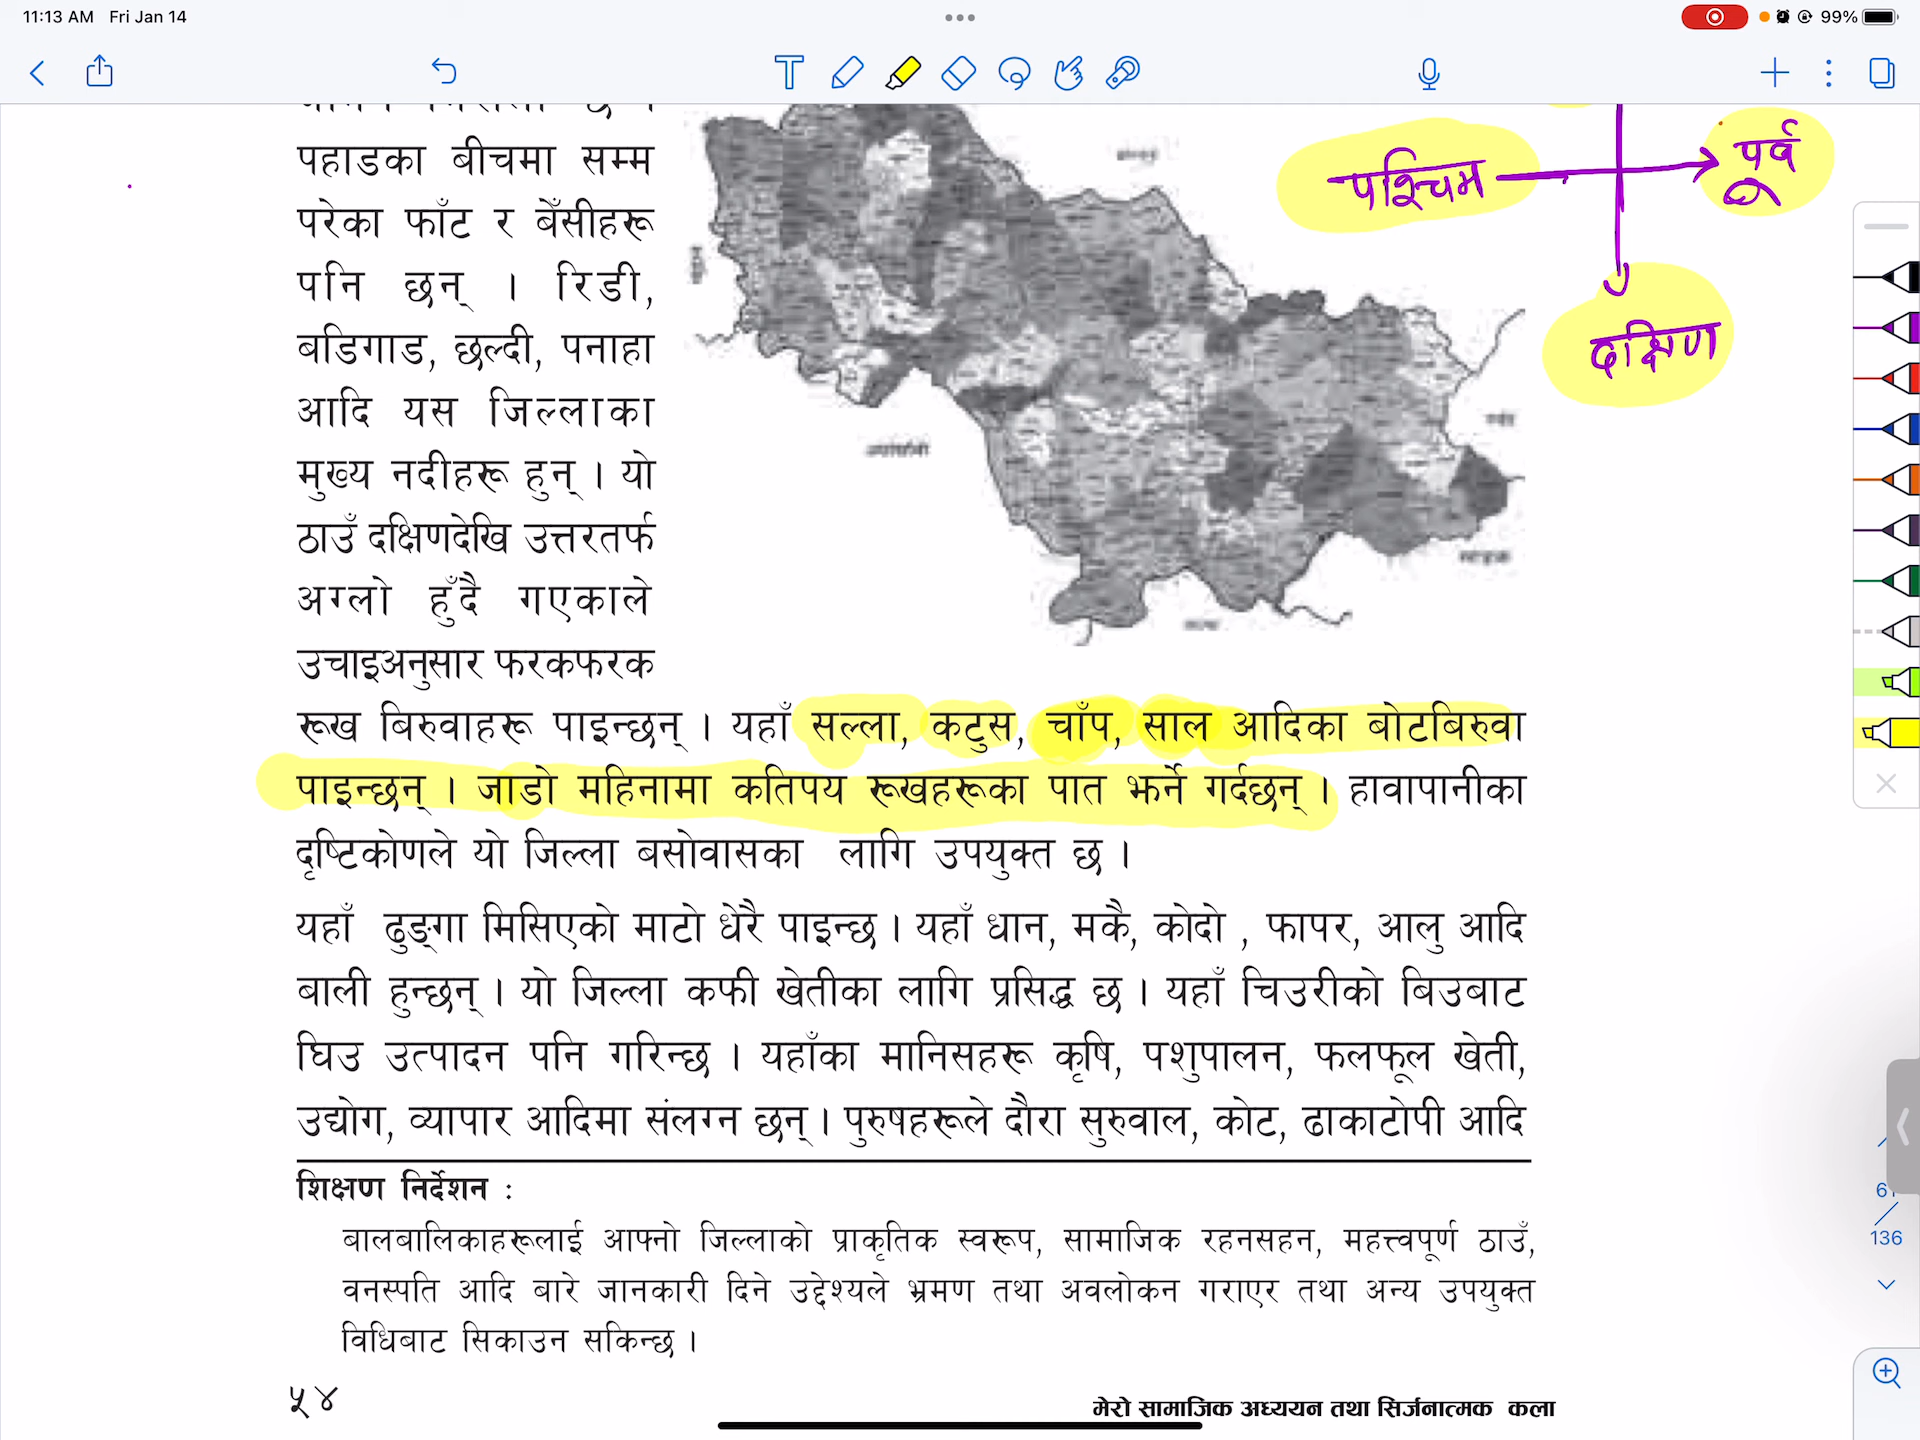 11:13 AM Fri Jan 14
99%
पश्चिम
पूर्व
दक्षिण
पहाडका बीचमा सम्म
परेका फाँट र बेँसीहरू
पनि छन् । रिडी,
बडिगाड, छल्दी, पनाहा
आदि यस जिल्लाका
मुख्य नदीहरू हुन् । यो
ठाउँ दक्षिणदेखि उत्तरतर्फ
अग्लो हुँदै गएकाले
उचाइअनुसार फरकफरक
रूख बिरुवाहरू पाइन्छन् । यहाँ सल्ला, कटुस, चाँप, साल आदिका बोटबिरुवा
पाइन्छन् । जाडो महिनामा कतिपय रूखहरूका पात झर्ने गर्दछन् । हावापानीका
दृष्टिकोणले यो जिल्ला बसोवासका लागि उपयुक्त छ ।
यहाँ ढुङ्गा मिसिएको माटो धेरै पाइन्छ । यहाँ धान, मकै, कोदो , फापर, आलु आदि
बाली हुन्छन् । यो जिल्ला कफी खेतीका लागि प्रसिद्ध छ । यहाँ चिउरीको बिउबाट
घिउ उत्पादन पनि गरिन्छ । यहाँका मानिसहरू कृषि, पशुपालन, फलफूल खेती,
उद्योग, व्यापार आदिमा संलग्न छन् । पुरुषहरूले दौरा सुरुवाल, कोट, ढाकाटोपी आदि
शिक्षण निर्देशन :
बालबालिकाहरूलाई आफ्नो जिल्लाको प्राकृतिक स्वरूप, सामाजिक रहनसहन, महत्त्वपूर्ण ठाउँ,
वनस्पति आदि बारे जानकारी दिने उद्देश्यले भ्रमण तथा अवलोकन गराएर तथा अन्य उपयुक्त
विधिबाट सिकाउन सकिन्छ ।
५४
मेरो सामाजिक अध्ययन तथा सिर्जनात्मक कला
136